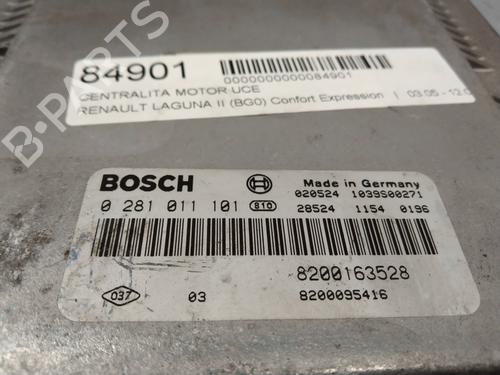 84901
0000000000084901
CENTRALITA MOTOR UCE
RENAULT LAGUNA II (BG0) Confort Expression | 03.05 - 12.0
B-PARTS
BOSCH
Made in Germany
020524 1039S00271
0 281 011 101 810 28524 1154 0196
8200163528
037 03 8200095416